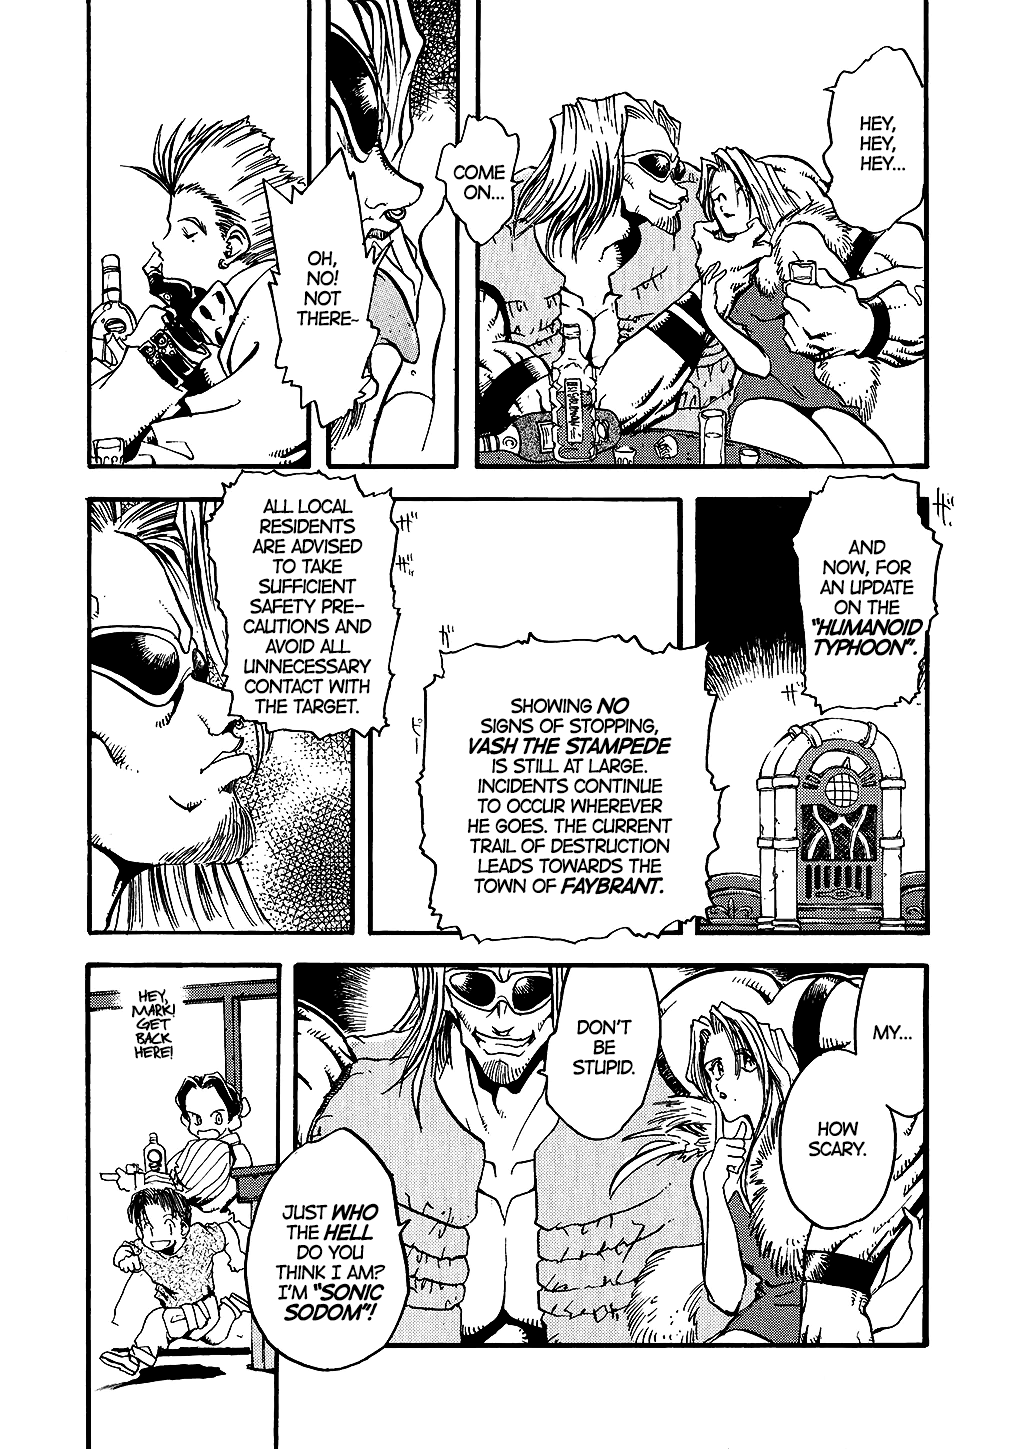 HEY,
HEY,
HEY...
COME
ON...
OH,
NO!
NOT
THERE~
AND
NOW, FOR
AN UPDATE
ON THE
"HUMANOID
TYPHOON".
SHOWING NO
SIGNS OF STOPPING,
VASH THE STAMPEDE
IS STILL AT LARGE.
INCIDENTS CONTINUE
TO OCCUR WHEREVER
HE GOES. THE CURRENT
TRAIL OF DESTRUCTION
LEADS TOWARDS THE
TOWN OF FAYBRANT.
ALL LOCAL
RESIDENTS
ARE ADVISED
TO TAKE
SUFFICIENT
SAFETY PRE-
CAUTIONS AND
AVOID ALL
UNNECESSARY
CONTACT WITH
THE TARGET.
MY...
HOW
SCARY.
DON'T
BE
STUPID.
JUST WHO
THE HELL
DO YOU
THINK I AM?
I'M "SONIC
SODOM"!
HEY,
MARK!
GET
BACK
HERE!